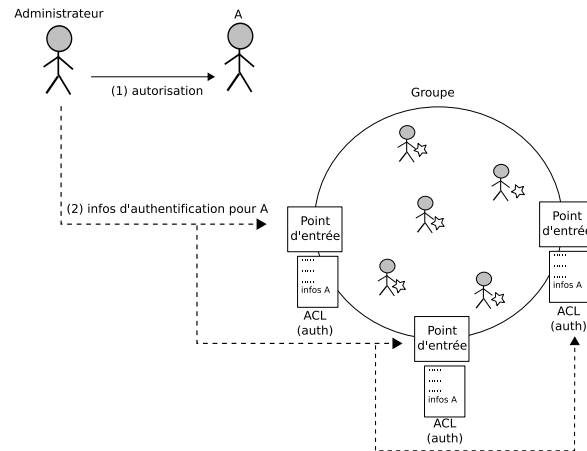 Administrateur
A
(1) autorisation
Groupe
(2) infos d'authentification pour A
Point
d'entrée
infos A
ACL
(auth)
Point
d'entrée
infos A
ACL
(auth)
Point
d'entrée
infos A
ACL
(auth)